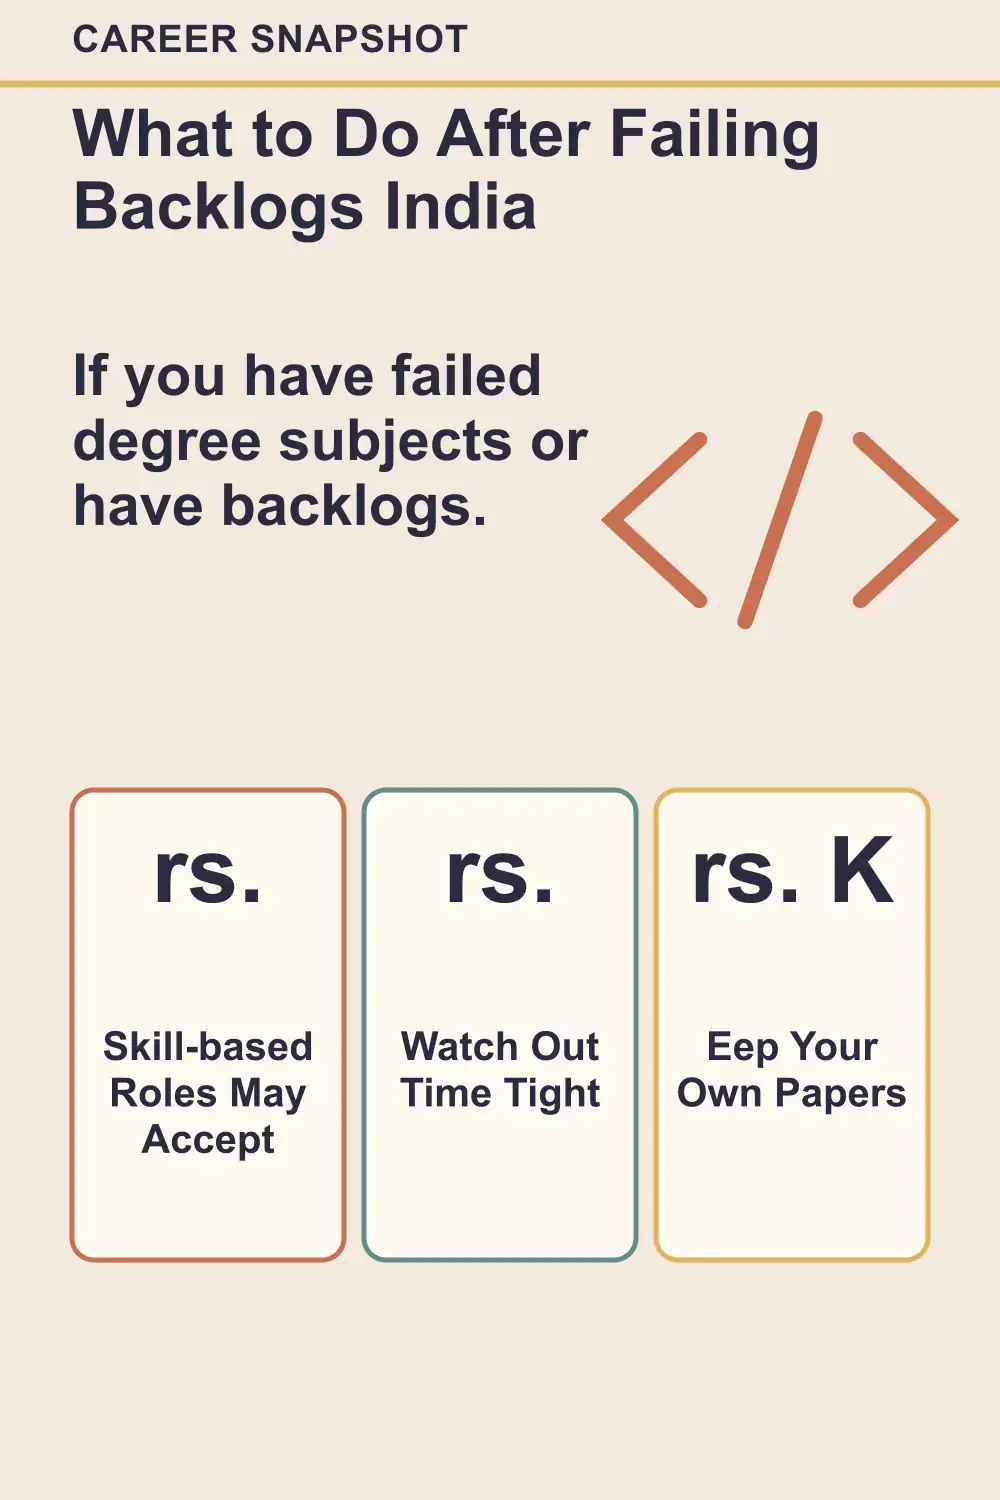 CAREER SNAPSHOT
What to Do After Failing
Backlogs India
If you have failed
degree subjects or
have backlogs.
</>
rs.
Skill-based
Roles May
Accept
rs.
Watch Out
Time Tight
rs. K
Eep Your
Own Papers